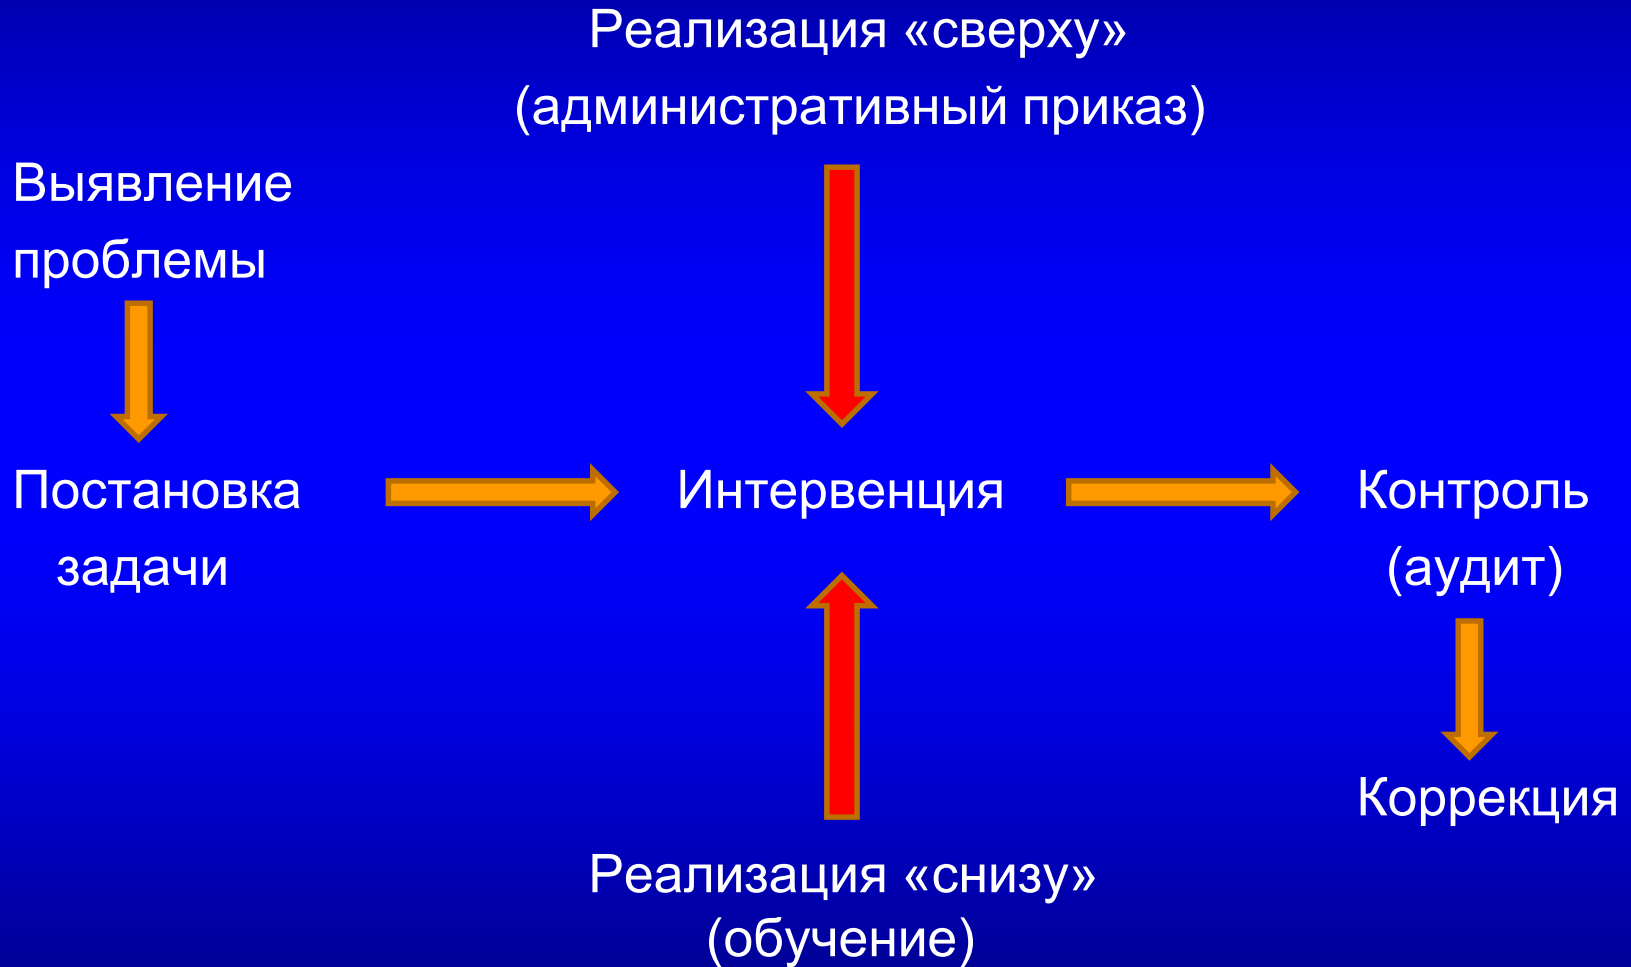 Реализация «сверху»
(административный приказ)
Выявление
проблемы
Постановка
задачи
Интервенция
Контроль
(аудит)
Коррекция
Реализация «снизу»
(обучение)